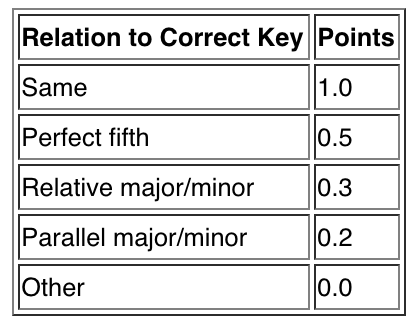 Relation to Correct Key Points
Same 1.0
Perfect fifth 0.5
Relative major/minor 0.3
Parallel major/minor 0.2
Other 0.0